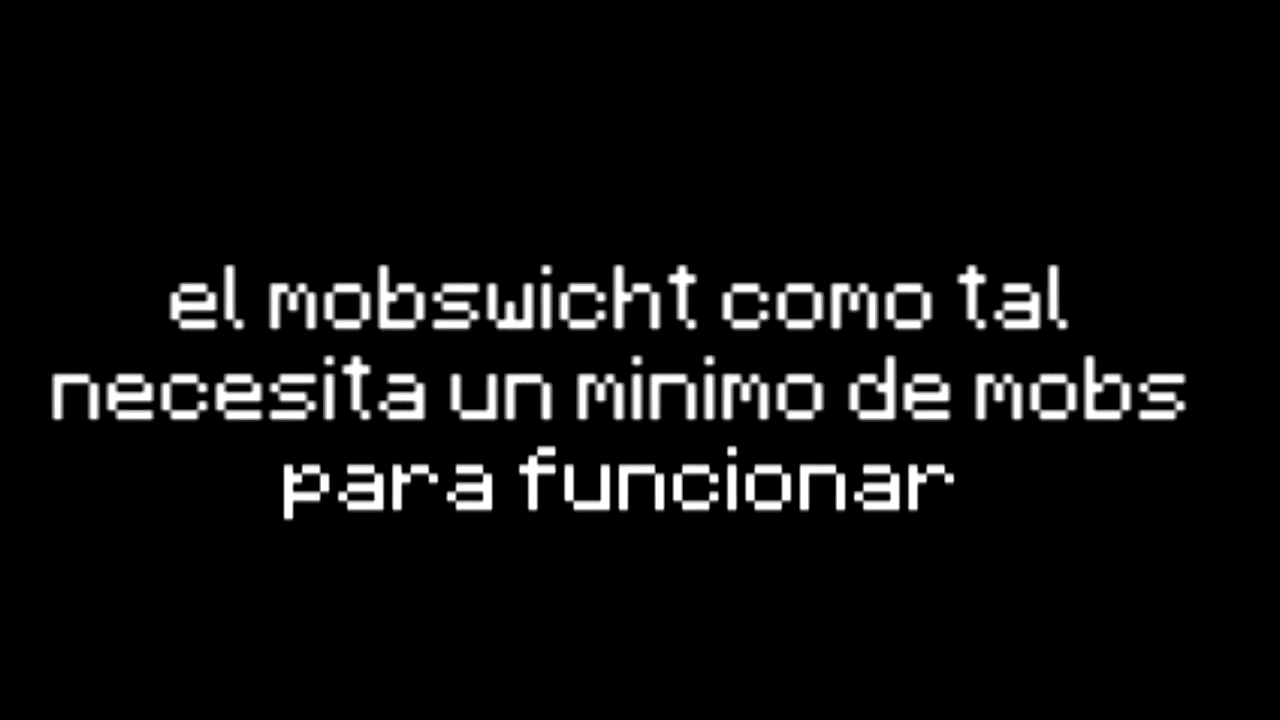 el mobswicht como tal
necesita un minimo de mobs
para funcionar